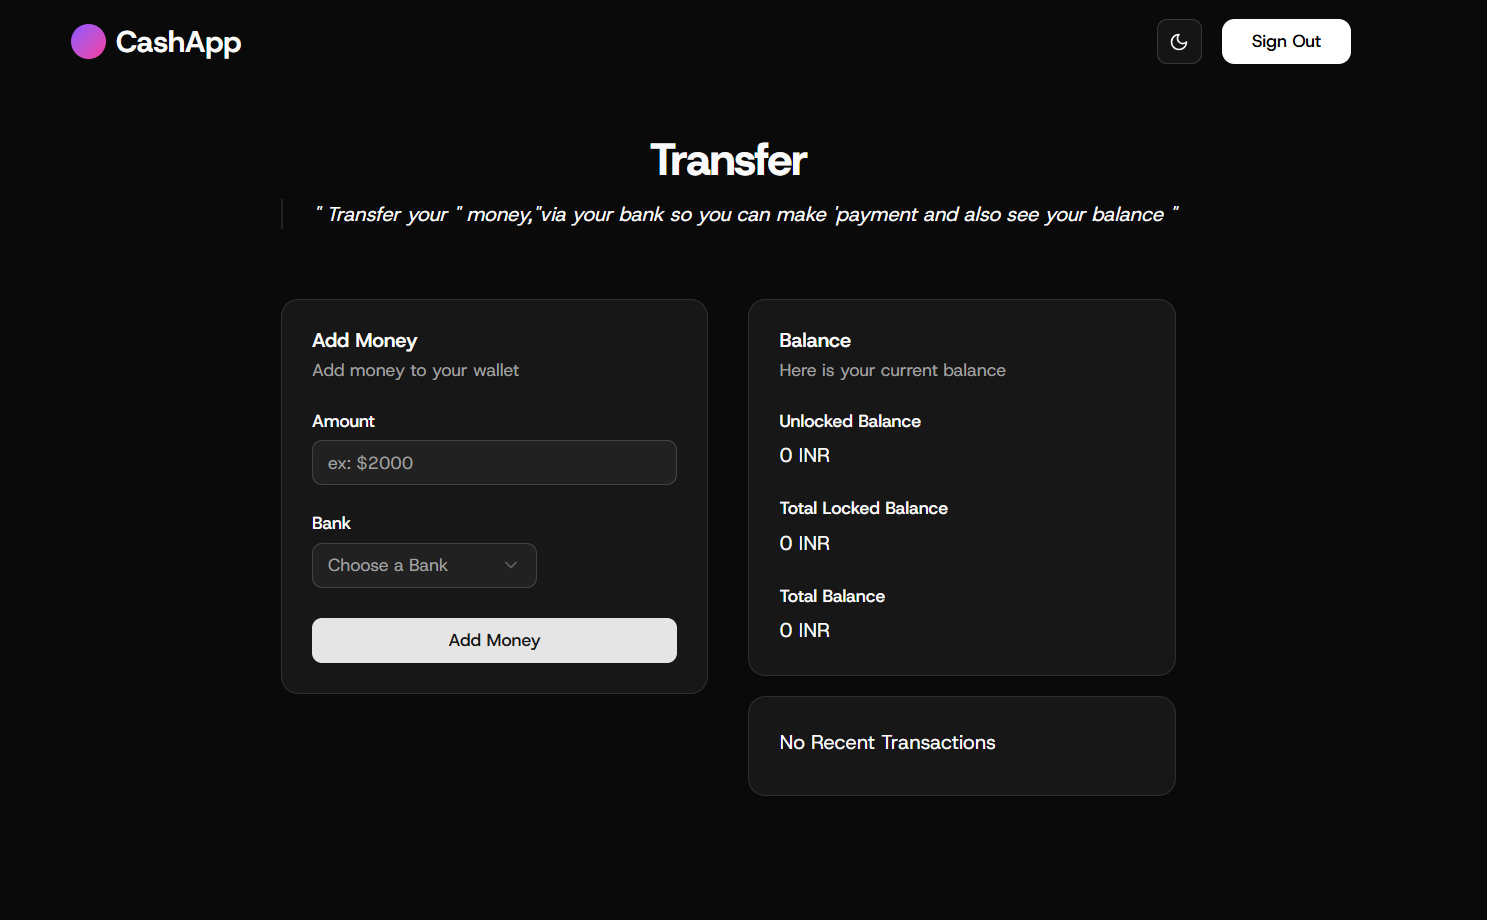 CashApp
Sign Out
Transfer
" Transfer your " money,"via your bank so you can make 'payment and also see your balance "
Add Money
Add money to your wallet
Amount
ex: $2000
Bank
Choose a Bank
Add Money
Balance
Here is your current balance
Unlocked Balance
0 INR
Total Locked Balance
0 INR
Total Balance
0 INR
No Recent Transactions